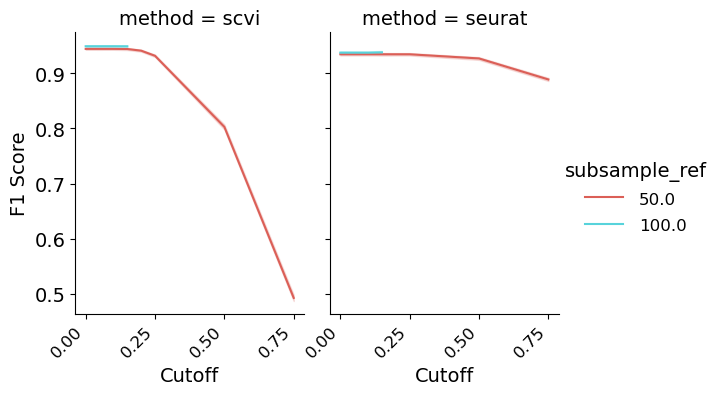 method = scvi
method = seurat
F1 Score
0.9
0.8
0.7
0.6
0.5
0.00
0.25
0.50
0.75
Cutoff
0.00
0.25
0.50
0.75
Cutoff
subsample_ref
50.0
100.0